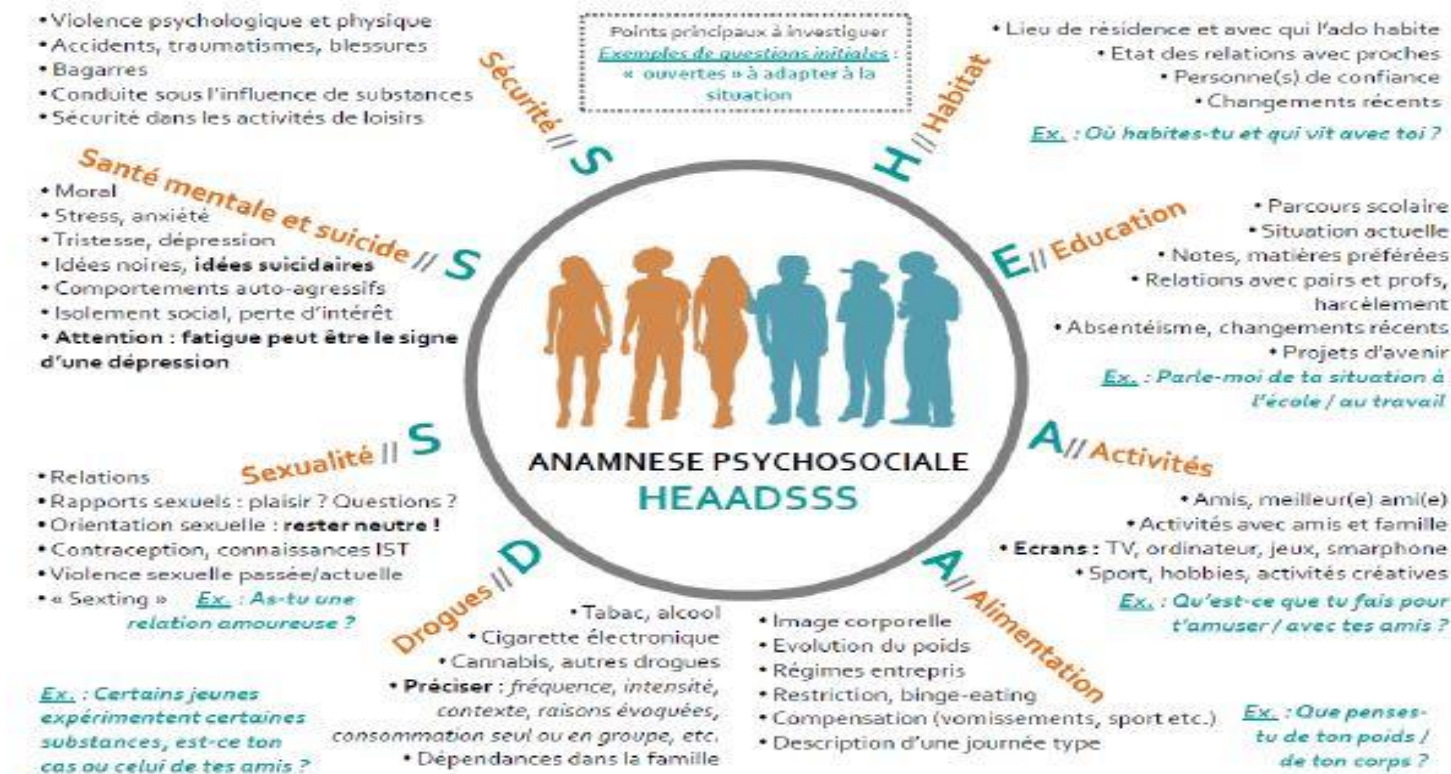 • Violence psychologique et physique
• Accidents, traumatismes, blessures
• Bagarres
• Conduite sous l'influence de substances
• Sécurité dans les activités de loisirs
Sécurité // S
Points principaux à investiguer
Exemples de questions initiales :
« ouvertes » à adapter à la
situation
H // Habitat
• Lieu de résidence et avec qui l'ado habite
• Etat des relations avec proches
• Personne(s) de confiance
• Changements récents
Ex. : Où habites-tu et qui vit avec toi ?
Santé mentale et suicide // S
• Moral
• Stress, anxiété
• Tristesse, dépression
• Idées noires, idées suicidaires
• Comportements auto-agressifs
• Isolement social, perte d'intérêt
• Attention : fatigue peut être le signe
d'une dépression
E // Education
• Parcours scolaire
• Situation actuelle
• Notes, matières préférées
• Relations avec pairs et profs,
harcèlement
• Absentéisme, changements récents
• Projets d'avenir
Ex. : Parle-moi de ta situation à
l'école / au travail
ANAMNESE PSYCHOSOCIALE
HEAADSSS
Sexualité // S
• Relations
• Rapports sexuels : plaisir ? Questions ?
• Orientation sexuelle : rester neutre !
• Contraception, connaissances IST
• Violence sexuelle passée/actuelle
• « Sexting » Ex. : As-tu une
relation amoureuse ?
A // Activités
• Amis, meilleur(e) ami(e)
• Activités avec amis et famille
• Ecrans : TV, ordinateur, jeux, smarphone
• Sport, hobbies, activités créatives
Ex. : Qu'est-ce que tu fais pour
t'amuser / avec tes amis ?
Drogues // D
• Tabac, alcool
• Cigarette électronique
• Cannabis, autres drogues
• Préciser : fréquence, intensité,
contexte, raisons évoquées,
consommation seul ou en groupe, etc.
• Dépendances dans la famille
Ex. : Certains jeunes
expérimentent certaines
substances, est-ce ton
cas ou celui de tes amis ?
A // Alimentation
• Image corporelle
• Evolution du poids
• Régimes entrepris
• Restriction, binge-eating
• Compensation (vomissements, sport etc.)
• Description d'une journée type
Ex. : Que penses-
tu de ton poids /
de ton corps ?